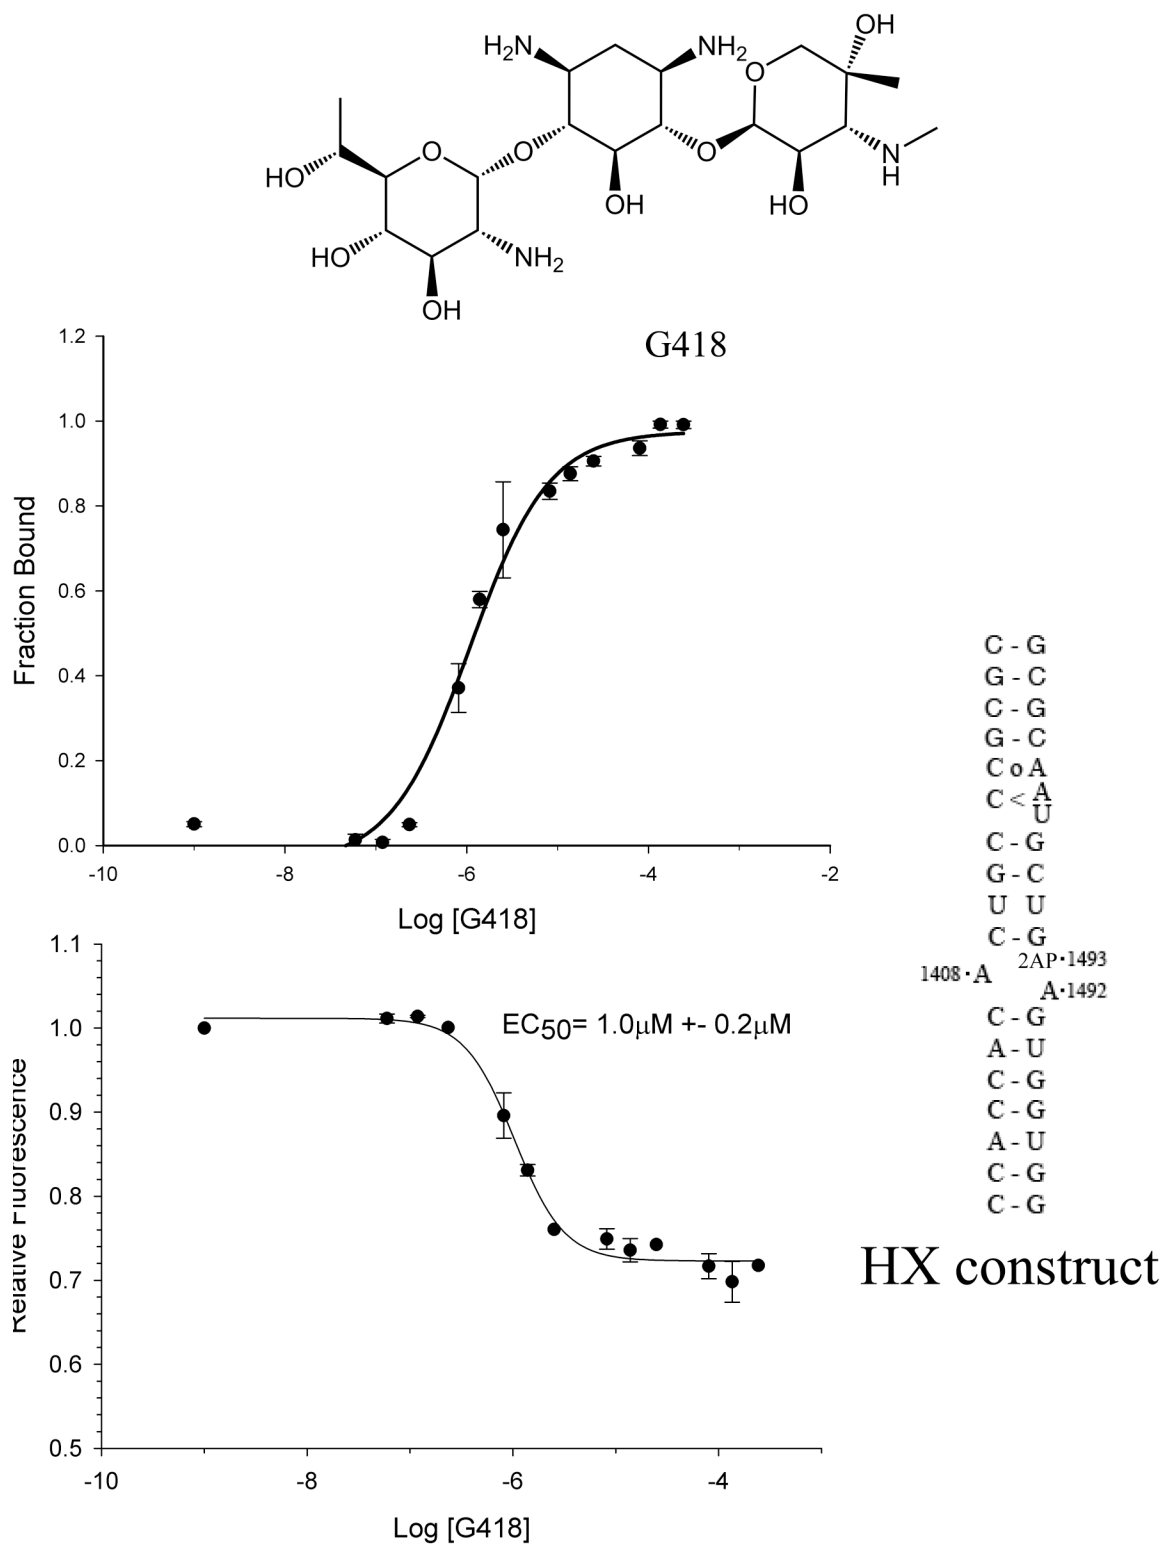 OH
H₂N
NH₂
O
O
O
N
H
HO
O
O
HO
OH
HO
HO
NH₂
OH
G418
1.2
1.0
0.8
0.6
0.4
0.2
0.0
Fraction Bound
-10
-8
-6
-4
-2
Log [G418]
1.1
1.0
0.9
0.8
0.7
0.6
0.5
Relative Fluorescence
EC50= 1.0μM +- 0.2μM
-10
-8
-6
-4
Log [G418]
C - G
G - C
C - G
G - C
C o A
C < A
U
C - G
G - C
U U
C - G
2AP·1493
1408·A
A·1492
C - G
A - U
C - G
C - G
A - U
C - G
C - G
HX construct